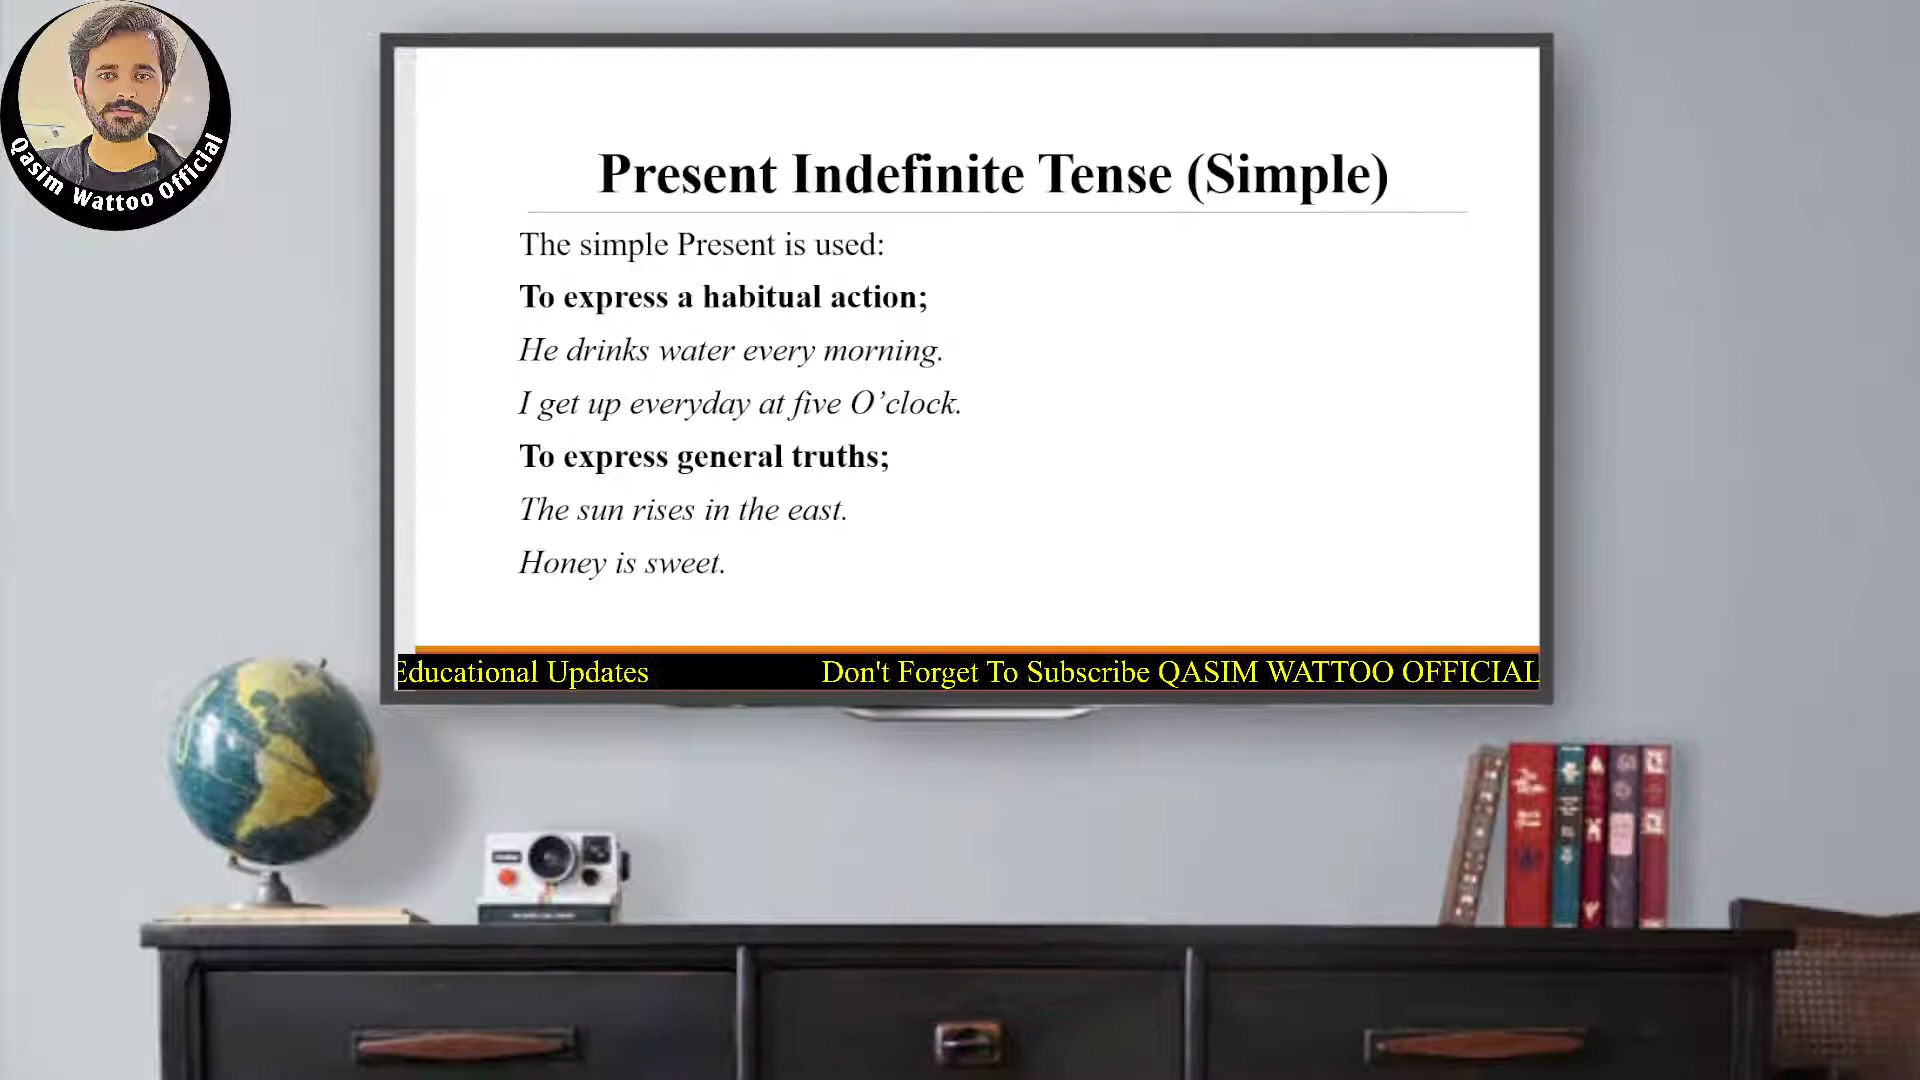 Qasim Wattoo Official
Present Indefinite Tense (Simple)
The simple Present is used:
To express a habitual action;
He drinks water every morning.
I get up everyday at five O’clock.
To express general truths;
The sun rises in the east.
Honey is sweet.
Educational Updates
Don't Forget To Subscribe QASIM WATTOO OFFICIAL